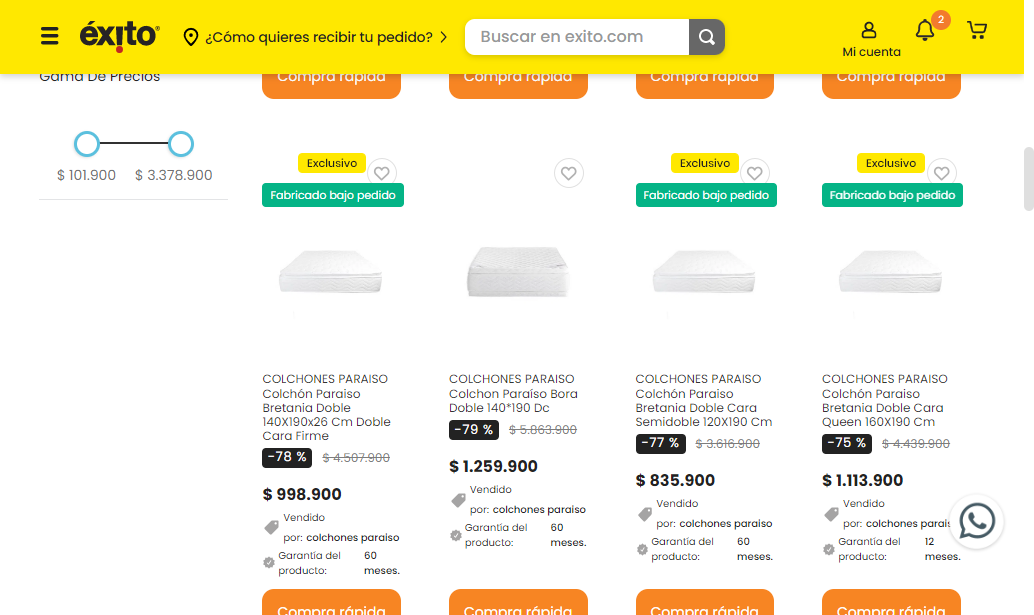 éxito
¿Cómo quieres recibir tu pedido?
Buscar en exito.com
Mi cuenta
2
Gama De Precios
$ 101.900 $ 3.378.900
Compra rápida
Compra rápida
Compra rápida
Compra rápida
Exclusivo
Fabricado bajo pedido
COLCHONES PARAISO
Colchón Paraiso
Bretania Doble
140X190x26 Cm Doble
Cara Firme
-78 % $ 4.507.900
$ 998.900
Vendido
por: colchones paraiso
Garantía del 60
producto: meses.
Compra rápida
COLCHONES PARAISO
Colchon Paraíso Bora
Doble 140*190 Dc
-79 % $ 5.863.900
$ 1.259.900
Vendido
por: colchones paraiso
Garantía del 60
producto: meses.
Compra rápida
Exclusivo
Fabricado bajo pedido
COLCHONES PARAISO
Colchón Paraiso
Bretania Doble Cara
Semidoble 120X190 Cm
-77 % $ 3.616.900
$ 835.900
Vendido
por: colchones paraiso
Garantía del 60
producto: meses.
Compra rápida
Exclusivo
Fabricado bajo pedido
COLCHONES PARAISO
Colchón Paraiso
Bretania Doble Cara
Queen 160X190 Cm
-75 % $ 4.439.900
$ 1.113.900
Vendido
por: colchones parais
Garantía del 12
producto: meses.
Compra rápida